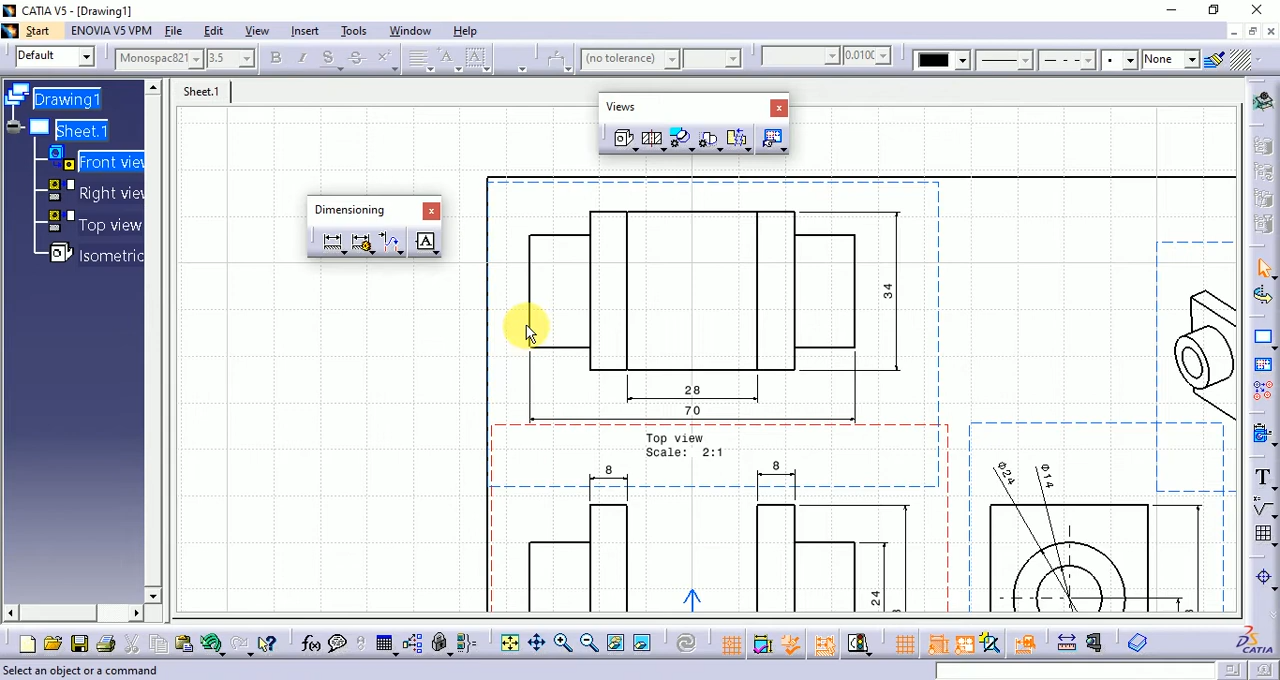 CATIA V5 - [Drawing1]
Start ENOVIA V5 VPM File Edit View Insert Tools Window Help
Default Monospac821 3.5 B I S S (no tolerance) 0.0100 None
Drawing1
Sheet.1
Front view
Right view
Top view
Isometric
Sheet.1
Views
Dimensioning
34
28
70
Top view
Scale: 2:1
8
8
24
Φ24
Φ14
Select an object or a command
CATIA